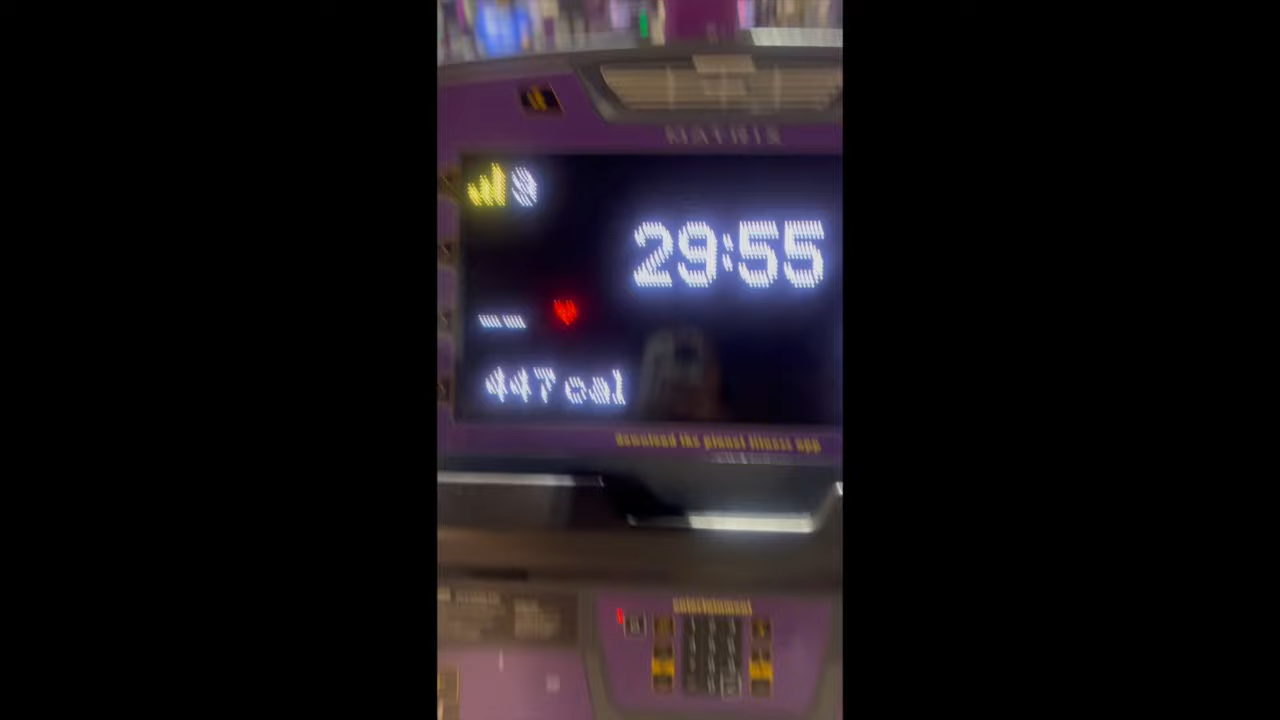 MATRIX
9
29:55
--
447 cal
download the planet fitness app
entertainment